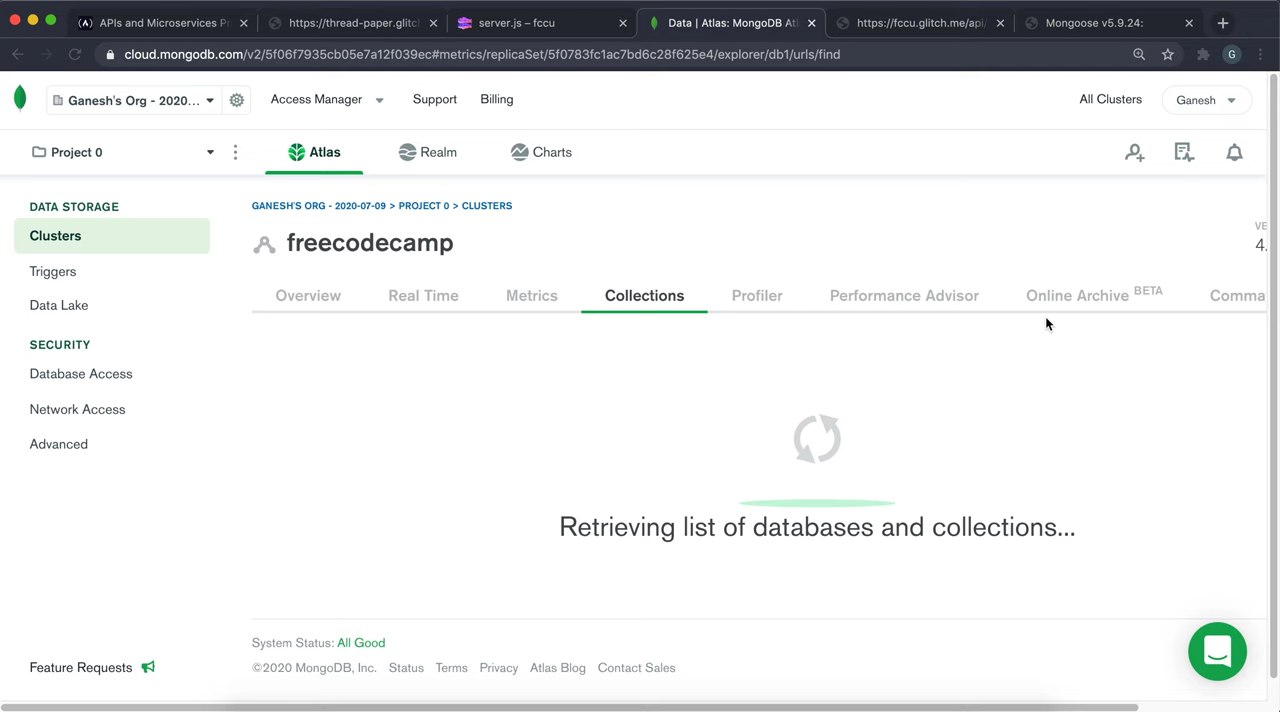 APIs and Microservices Pr
https://thread-paper.glitc
server.js – fccu
Data | Atlas: MongoDB Atl
https://fccu.glitch.me/api/
Mongoose v5.9.24:
cloud.mongodb.com/v2/5f06f7935cb05e7a12f039ec#metrics/replicaSet/5f0783fc1ac7bd6c28f625e4/explorer/db1/urls/find
G
Ganesh's Org - 2020...
Access Manager
Support
Billing
All Clusters
Ganesh
Project 0
Atlas
Realm
Charts
DATA STORAGE
Clusters
Triggers
Data Lake
SECURITY
Database Access
Network Access
Advanced
Feature Requests
GANESH'S ORG - 2020-07-09 > PROJECT 0 > CLUSTERS
freecodecamp
VE
4.
Overview
Real Time
Metrics
Collections
Profiler
Performance Advisor
Online Archive BETA
Comma
Retrieving list of databases and collections...
System Status: All Good
©2020 MongoDB, Inc. Status Terms Privacy Atlas Blog Contact Sales